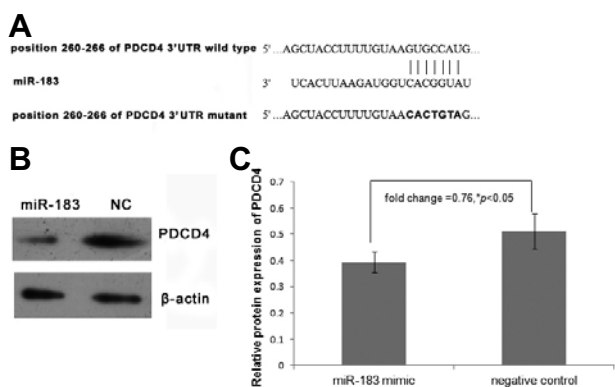 A
position 260-266 of PDCD4 3'UTR wild type 5' ...AGCUACCUUUUGUAAGUGCCAUG...
miR-183 3' UCACUUAAGAUGGUCACGGUAU
position 260-266 of PDCD4 3'UTR mutant 5' ...AGCUACCUUUUGUAACACTGTAG...
B
miR-183 NC
PDCD4
β-actin
C
Relative protein expression of PDCD4
0.7
0.6
0.5
0.4
0.3
0.2
0.1
0
fold change =0.76,*p<0.05
miR-183 mimic negative control